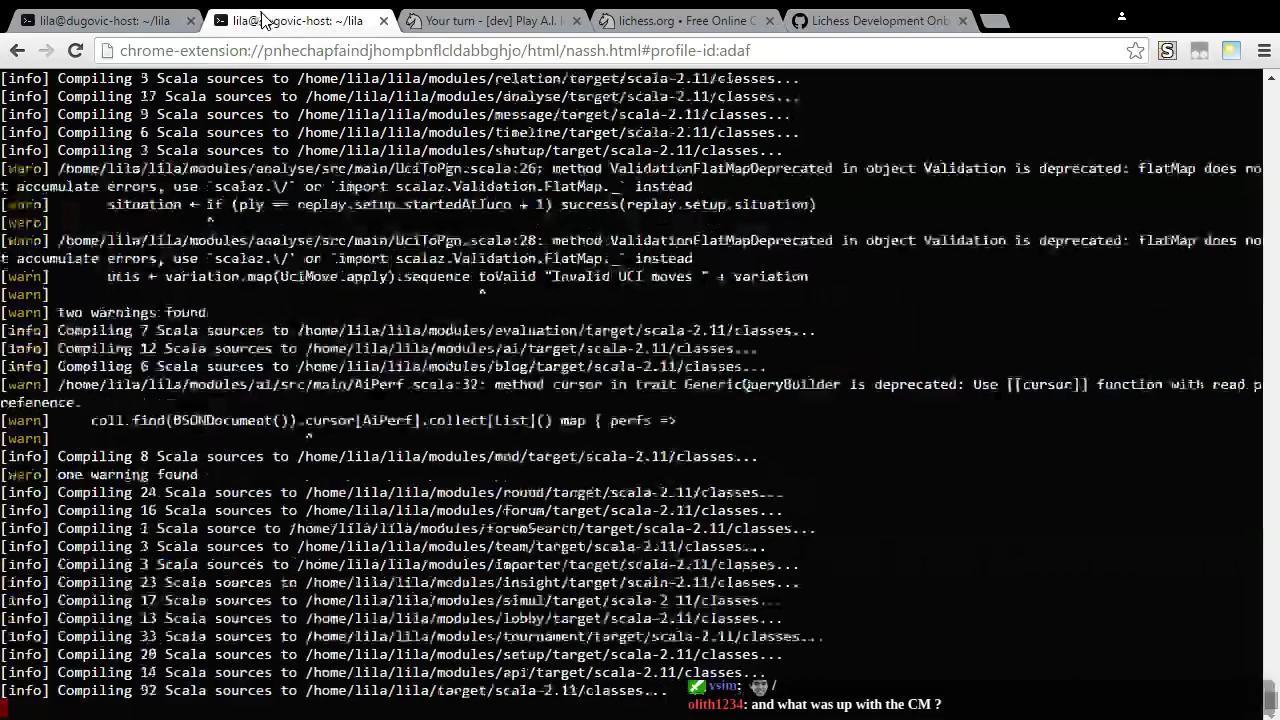 lila@dugovic-host: ~/lila
lila@dugovic-host: ~/lila
Your turn - [dev] Play A.I. 
lichess.org • Free Online C
Lichess Development Onb
chrome-extension://pnhechapfaindjhompbnflcldabbghjo/html/nassh.html#profile-id:adaf
[info] Compiling 3 Scala sources to /home/lila/lila/modules/relation/target/scala-2.11/classes...
[info] Compiling 17 Scala sources to /home/lila/lila/modules/analyse/target/scala-2.11/classes...
[info] Compiling 9 Scala sources to /home/lila/lila/modules/message/target/scala-2.11/classes...
[info] Compiling 6 Scala sources to /home/lila/lila/modules/timeline/target/scala-2.11/classes...
[info] Compiling 3 Scala sources to /home/lila/lila/modules/shutup/target/scala-2.11/classes...
[warn] /home/lila/lila/modules/analyse/src/main/UciToPgn.scala:26: method ValidationFlatMapDeprecated in object Validation is deprecated: flatMap does no
t accumulate errors, use `scalaz.\/` or `import scalaz.Validation.FlatMap._` instead
[warn] situation ← if (ply == replay.setup.startedAtTurn + 1) success(replay.setup.situation)
[warn] ^
[warn] /home/lila/lila/modules/analyse/src/main/UciToPgn.scala:28: method ValidationFlatMapDeprecated in object Validation is deprecated: flatMap does no
t accumulate errors, use `scalaz.\/` or `import scalaz.Validation.FlatMap._` instead
[warn] ucis ← variation.map(UciMove.apply).sequence toValid "Invalid UCI moves " + variation
[warn] ^
[warn] two warnings found
[info] Compiling 7 Scala sources to /home/lila/lila/modules/evaluation/target/scala-2.11/classes...
[info] Compiling 12 Scala sources to /home/lila/lila/modules/ai/target/scala-2.11/classes...
[info] Compiling 6 Scala sources to /home/lila/lila/modules/blog/target/scala-2.11/classes...
[warn] /home/lila/lila/modules/ai/src/main/AiPerf.scala:32: method cursor in trait GenericQueryBuilder is deprecated: Use [[cursor]] function with read p
reference.
[warn] coll.find(BSONDocument()).cursor[AiPerf].collect[List]() map { perfs =>
[warn] ^
[info] Compiling 8 Scala sources to /home/lila/lila/modules/mod/target/scala-2.11/classes...
[warn] one warning found
[info] Compiling 24 Scala sources to /home/lila/lila/modules/round/target/scala-2.11/classes...
[info] Compiling 16 Scala sources to /home/lila/lila/modules/forum/target/scala-2.11/classes...
[info] Compiling 1 Scala source to /home/lila/lila/modules/forumSearch/target/scala-2.11/classes...
[info] Compiling 3 Scala sources to /home/lila/lila/modules/team/target/scala-2.11/classes...
[info] Compiling 3 Scala sources to /home/lila/lila/modules/importer/target/scala-2.11/classes...
[info] Compiling 23 Scala sources to /home/lila/lila/modules/insight/target/scala-2.11/classes...
[info] Compiling 17 Scala sources to /home/lila/lila/modules/simul/target/scala-2.11/classes...
[info] Compiling 13 Scala sources to /home/lila/lila/modules/lobby/target/scala-2.11/classes...
[info] Compiling 33 Scala sources to /home/lila/lila/modules/tournament/target/scala-2.11/classes...
[info] Compiling 20 Scala sources to /home/lila/lila/modules/setup/target/scala-2.11/classes...
[info] Compiling 14 Scala sources to /home/lila/lila/modules/api/target/scala-2.11/classes...
[info] Compiling 92 Scala sources to /home/lila/lila/target/scala-2.11/classes...
vsim: /
olith1234: and what was up with the CM ?